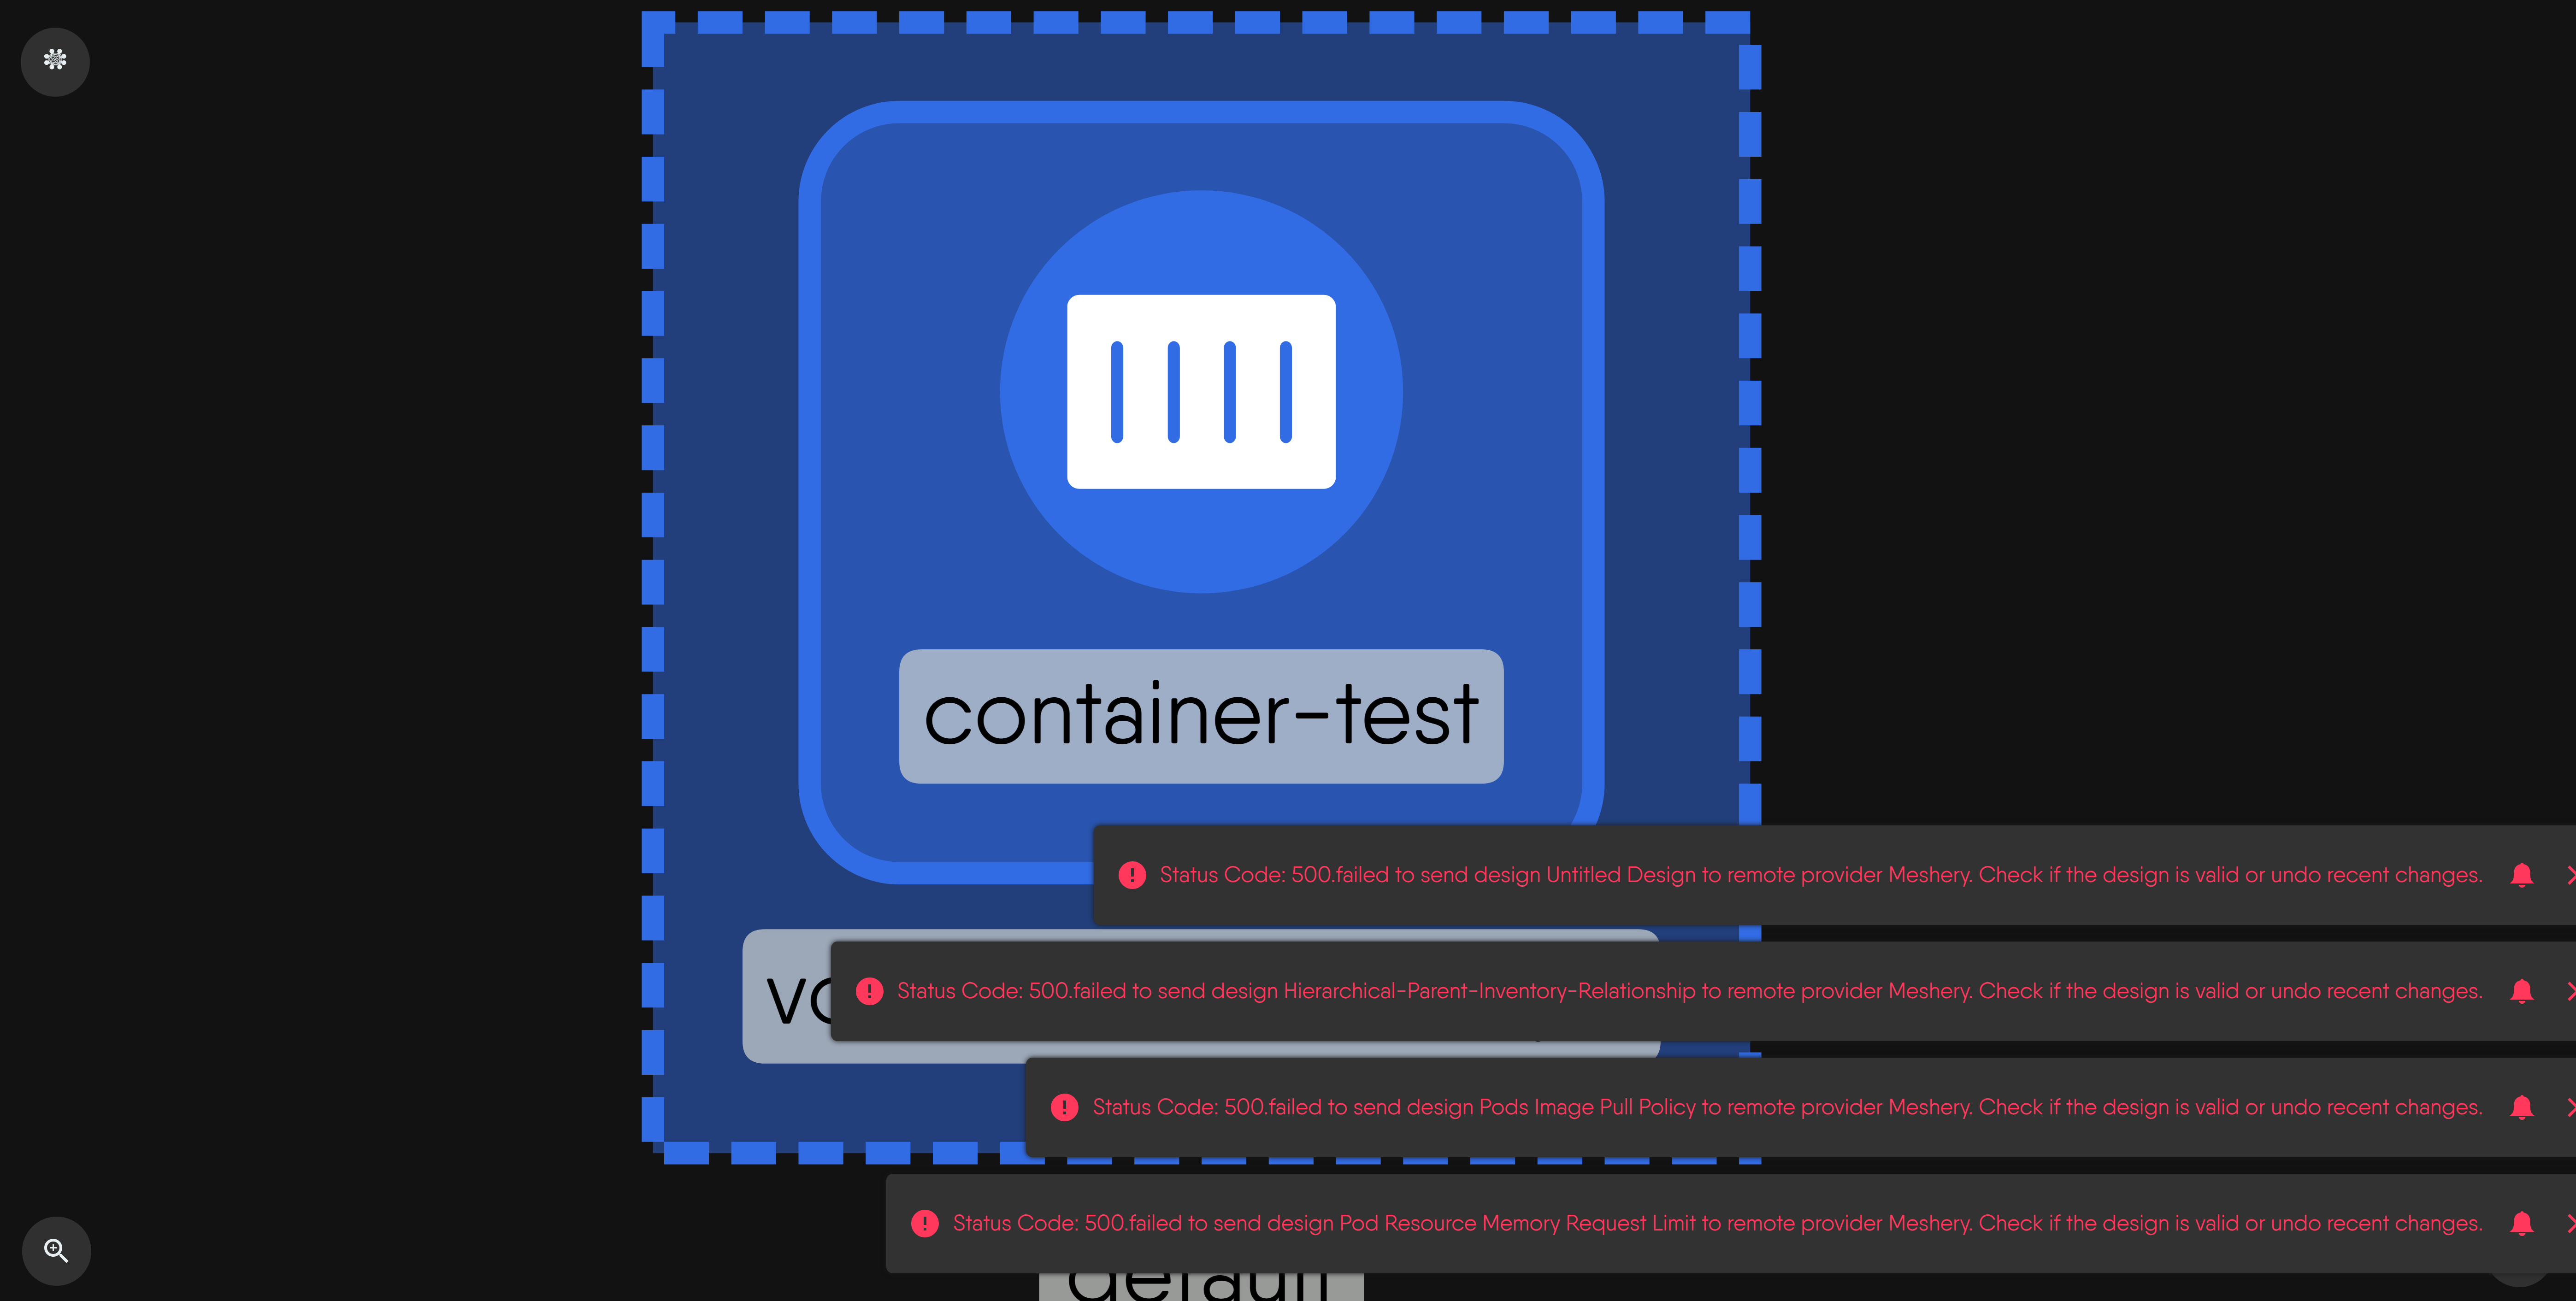 container-test
Status Code: 500.failed to send design Untitled Design to remote provider Meshery. Check if the design is valid or undo recent changes.
Status Code: 500.failed to send design Hierarchical-Parent-Inventory-Relationship to remote provider Meshery. Check if the design is valid or undo recent changes.
Status Code: 500.failed to send design Pods Image Pull Policy to remote provider Meshery. Check if the design is valid or undo recent changes.
Status Code: 500.failed to send design Pod Resource Memory Request Limit to remote provider Meshery. Check if the design is valid or undo recent changes.
default